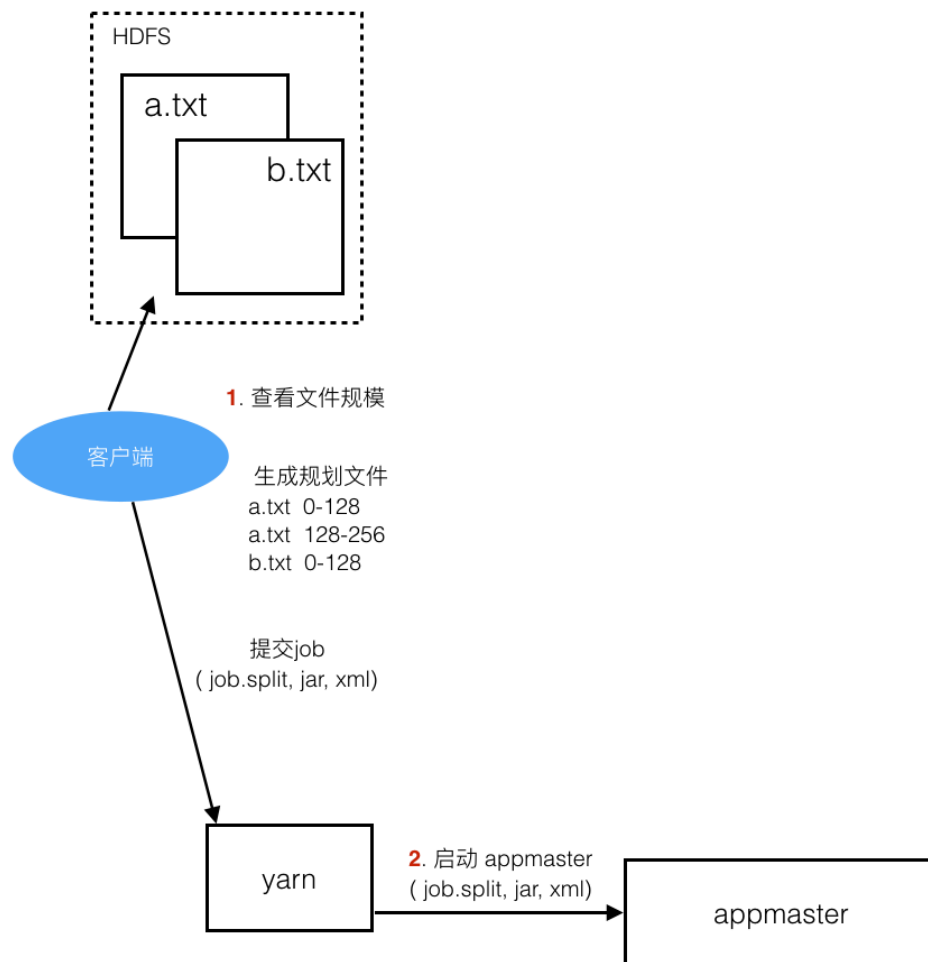 HDFS
a.txt
b.txt
1. 查看文件规模
客户端
生成规划文件
a.txt 0-128
a.txt 128-256
b.txt 0-128
提交job
( job.split, jar, xml)
yarn
2. 启动 appmaster
( job.split, jar, xml)
appmaster